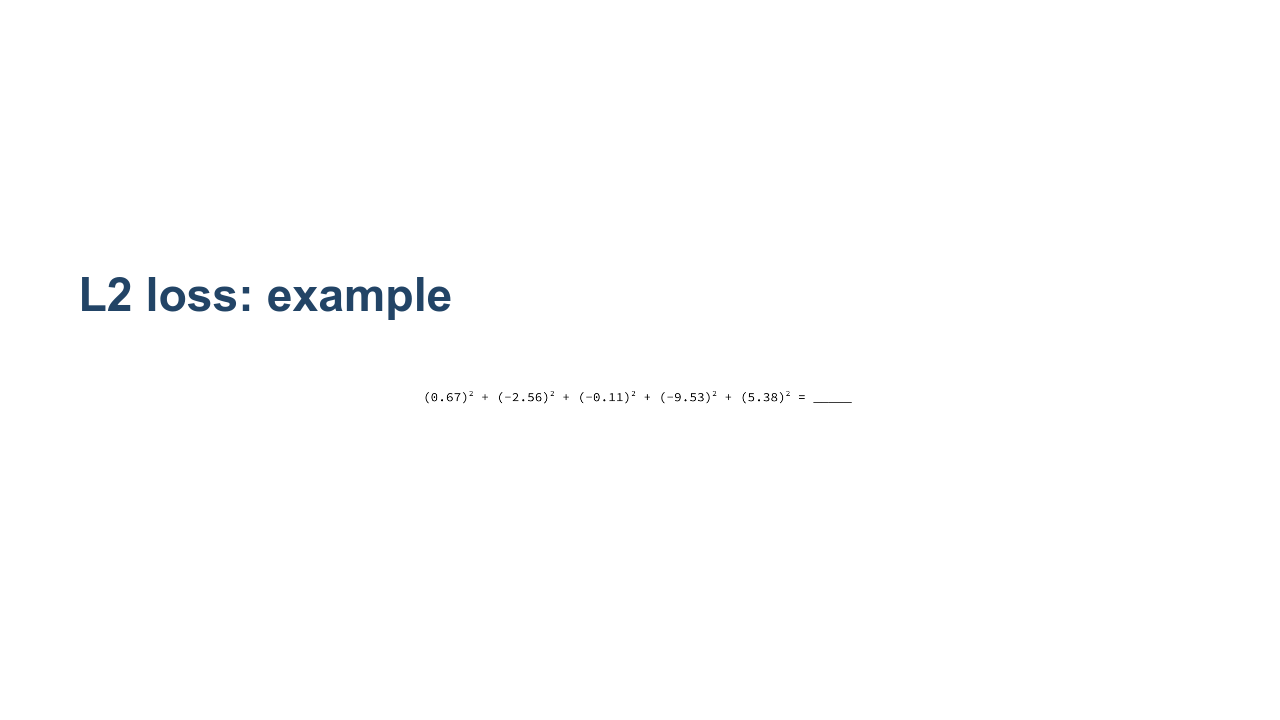 L2 loss: example
(0.67)² + (−2.56)² + (−0.11)² + (−9.53)² + (5.38)² = _____